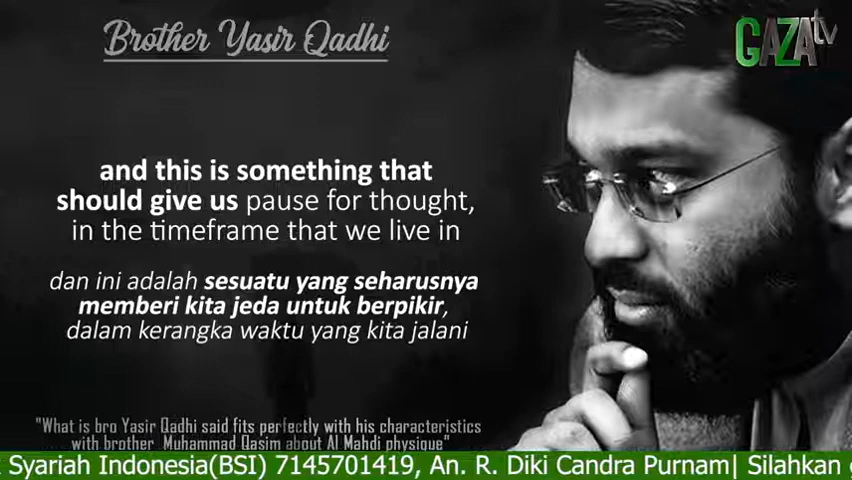 Brother Yasir Qadhi
GAZAtv
and this is something that
should give us pause for thought,
in the timeframe that we live in
dan ini adalah sesuatu yang seharusnya
memberi kita jeda untuk berpikir,
dalam kerangka waktu yang kita jalani
"What is bro Yasir Qadhi said fits perfectly with his characteristics
with brother Muhammad Qasim about Al Mahdi physique"
Syariah Indonesia(BSI) 7145701419, An. R. Diki Candra Purnam| Silahkan